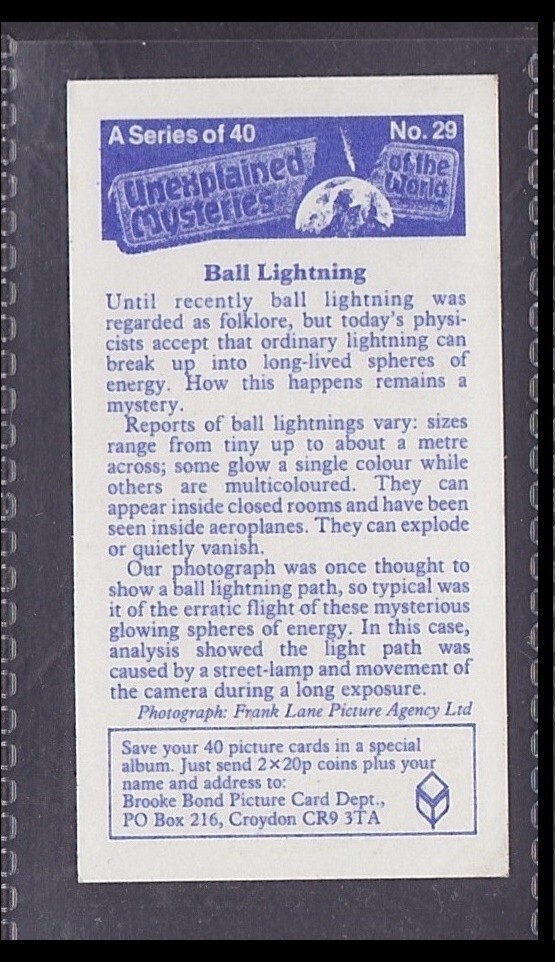 A Series of 40 No. 29
Unexplained
mysteries
of the
World
Ball Lightning
Until recently ball lightning was
regarded as folklore, but today's physi-
cists accept that ordinary lightning can
break up into long-lived spheres of
energy. How this happens remains a
mystery.
Reports of ball lightnings vary: sizes
range from tiny up to about a metre
across; some glow a single colour while
others are multicoloured. They can
appear inside closed rooms and have been
seen inside aeroplanes. They can explode
or quietly vanish.
Our photograph was once thought to
show a ball lightning path, so typical was
it of the erratic flight of these mysterious
glowing spheres of energy. In this case,
analysis showed the light path was
caused by a street-lamp and movement of
the camera during a long exposure.
Photograph: Frank Lane Picture Agency Ltd
Save your 40 picture cards in a special
album. Just send 2×20p coins plus your
name and address to:
Brooke Bond Picture Card Dept.,
PO Box 216, Croydon CR9 3TA